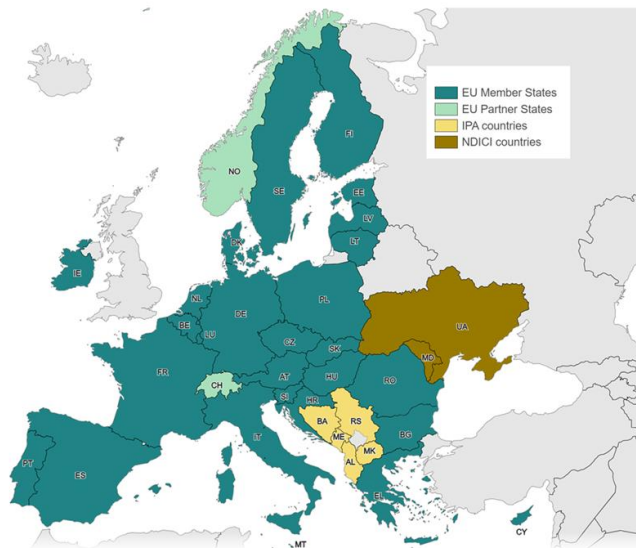 EU Member States
EU Partner States
IPA countries
NDICI countries
FI
NO
SE
EE
LV
DK
LT
IE
NL
DE
PL
BE
LU
CZ
UA
SK
MD
FR
AT
HU
CH
RO
SI
HR
BA
RS
IT
ME
BG
MK
AL
PT
ES
EL
CY
MT